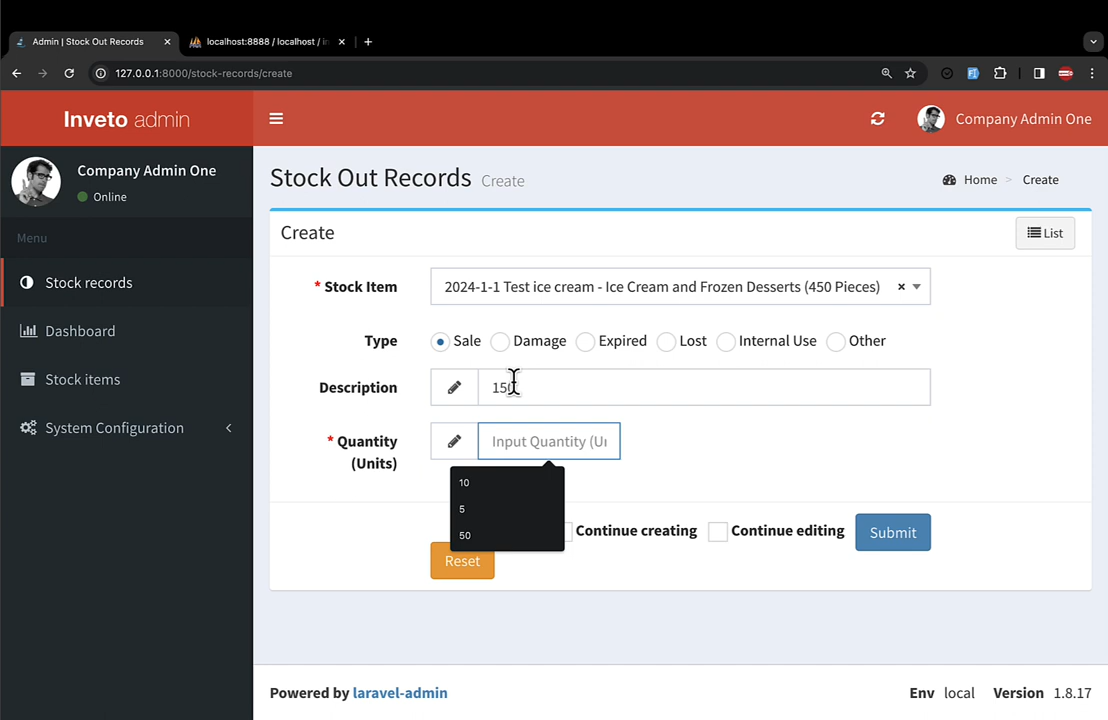 Admin | Stock Out Records
localhost:8888 / localhost / in
127.0.0.1:8000/stock-records/create
Inveto admin
Company Admin One
Company Admin One
Online
Menu
Stock records
Dashboard
Stock items
System Configuration
Stock Out Records Create
Home > Create
Create
List
* Stock Item
2024-1-1 Test ice cream - Ice Cream and Frozen Desserts (450 Pieces) ×
Type
Sale Damage Expired Lost Internal Use Other
Description
150
* Quantity (Units)
Input Quantity (Ur
10
5
50
Continue creating
Continue editing
Submit
Reset
Powered by laravel-admin
Env local Version 1.8.17